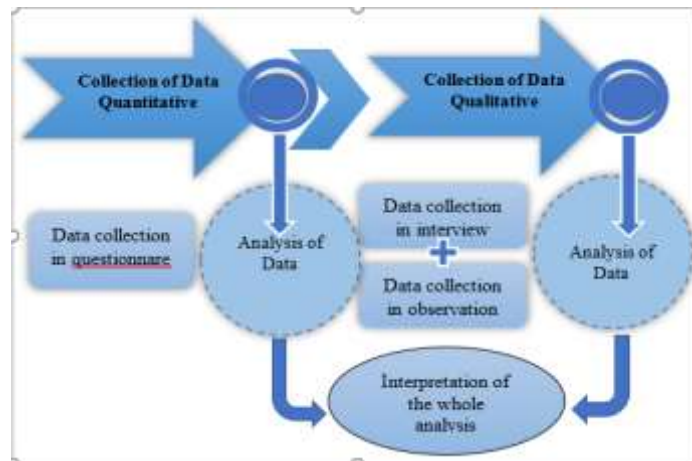 Collection of Data
Quantitative
Collection of Data
Qualitative
Data collection
in questionnare
Analysis of
Data
Data collection
in interview
Data collection
in observation
Analysis of
Data
Interpretation of
the whole
analysis